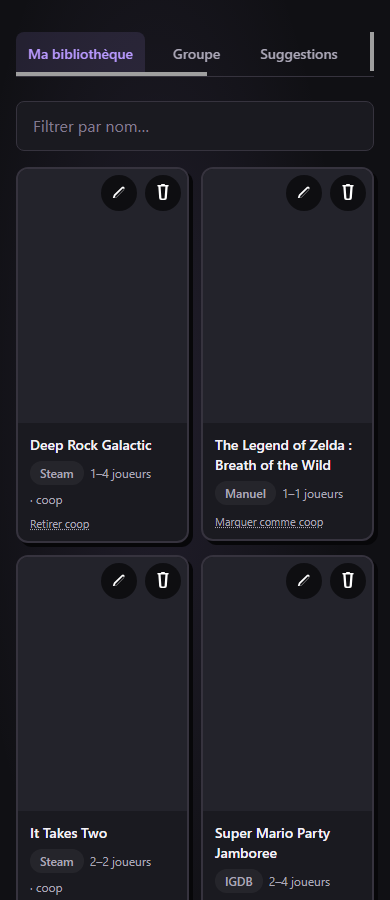 Ma bibliothèque
Groupe
Suggestions
Filtrer par nom...
Deep Rock Galactic
Steam 1–4 joueurs
· coop
Retirer coop
The Legend of Zelda :
Breath of the Wild
Manuel 1–1 joueurs
Marquer comme coop
It Takes Two
Steam 2–2 joueurs
· coop
Super Mario Party
Jamboree
IGDB 2–4 joueurs